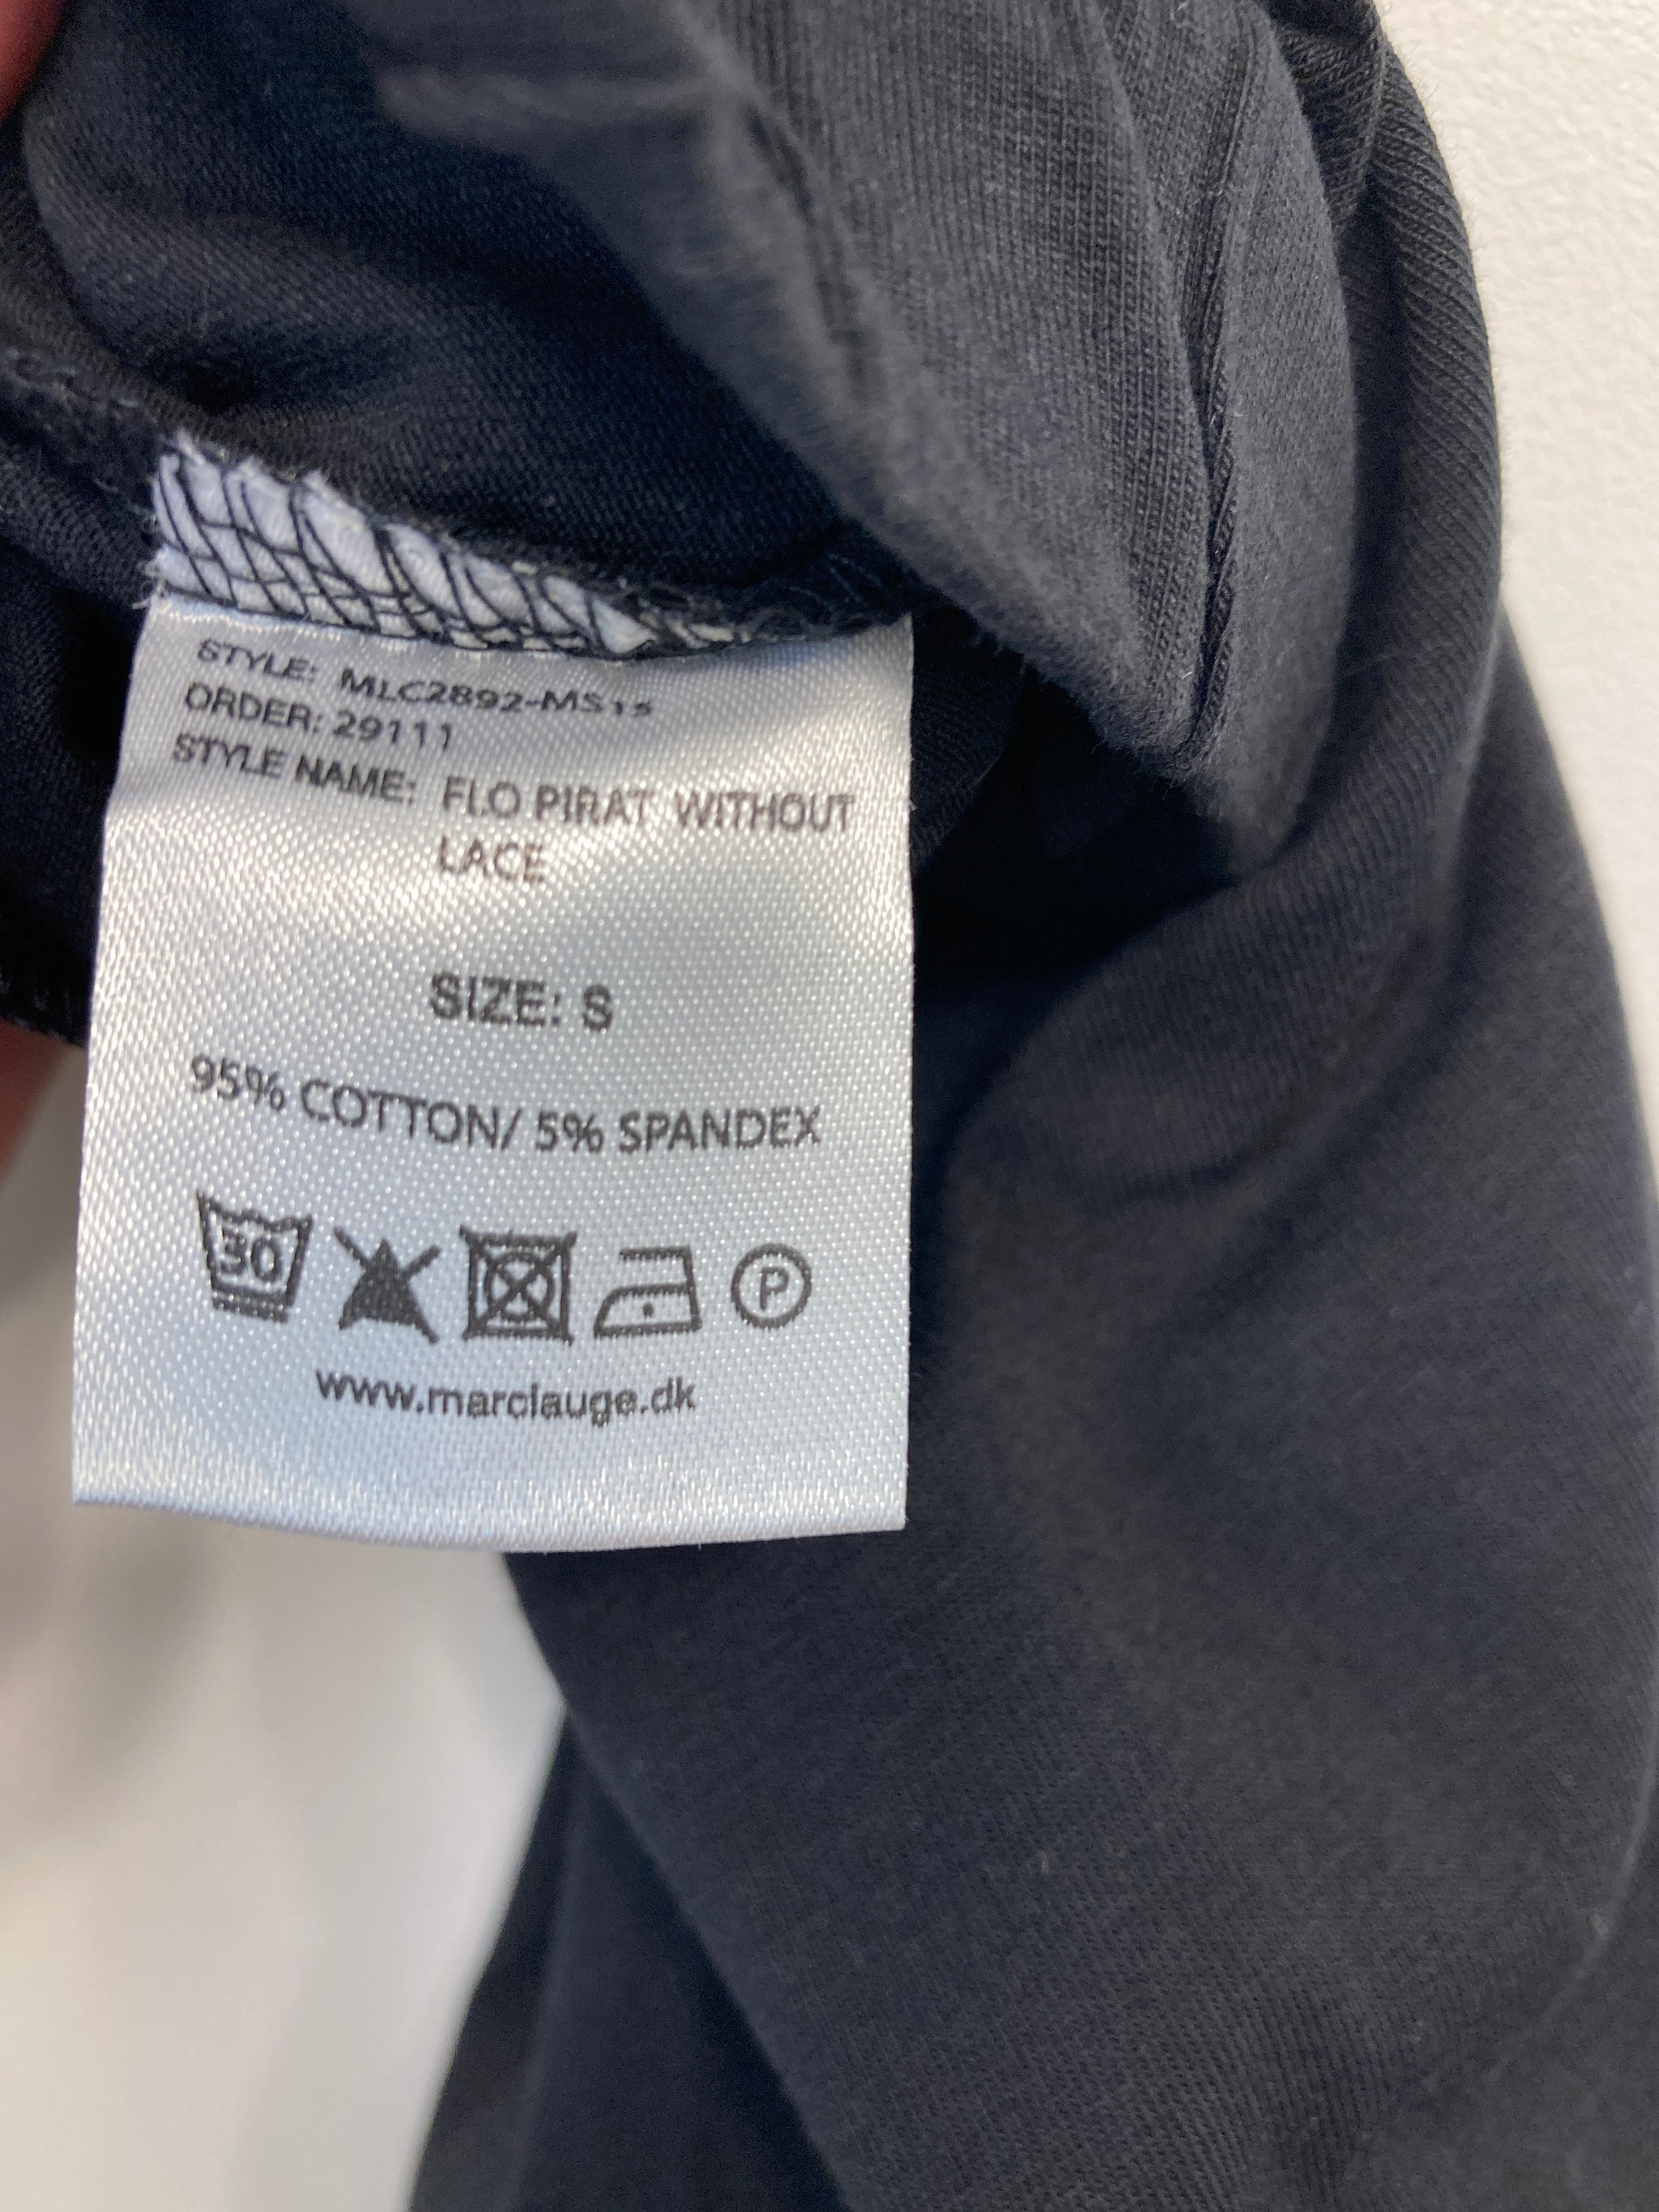 STYLE: MLC2892-MS15
ORDER: 29111
STYLE NAME: FLO PIRAT WITHOUT
LACE
SIZE: S
95% COTTON/ 5% SPANDEX
30
P
www.marclauge.dk